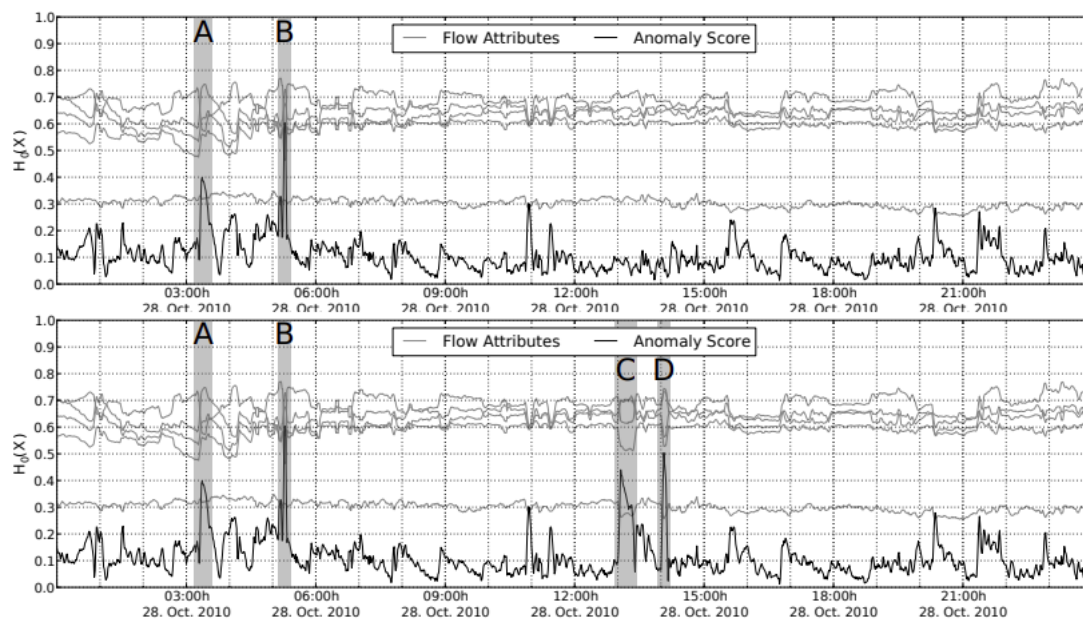 A B
Flow Attributes Anomaly Score
1.0
0.9
0.8
0.7
0.6
0.5
0.4
0.3
0.2
0.1
0.0
H₀(X)
03:00h 06:00h 09:00h 12:00h 15:00h 18:00h 21:00h
28. Oct. 2010 28. Oct. 2010 28. Oct. 2010 28. Oct. 2010 28. Oct. 2010 28. Oct. 2010 28. Oct. 2010
A B
Flow Attributes Anomaly Score
C D
1.0
0.9
0.8
0.7
0.6
0.5
0.4
0.3
0.2
0.1
0.0
H₀(X)
03:00h 06:00h 09:00h 12:00h 15:00h 18:00h 21:00h
28. Oct. 2010 28. Oct. 2010 28. Oct. 2010 28. Oct. 2010 28. Oct. 2010 28. Oct. 2010 28. Oct. 2010